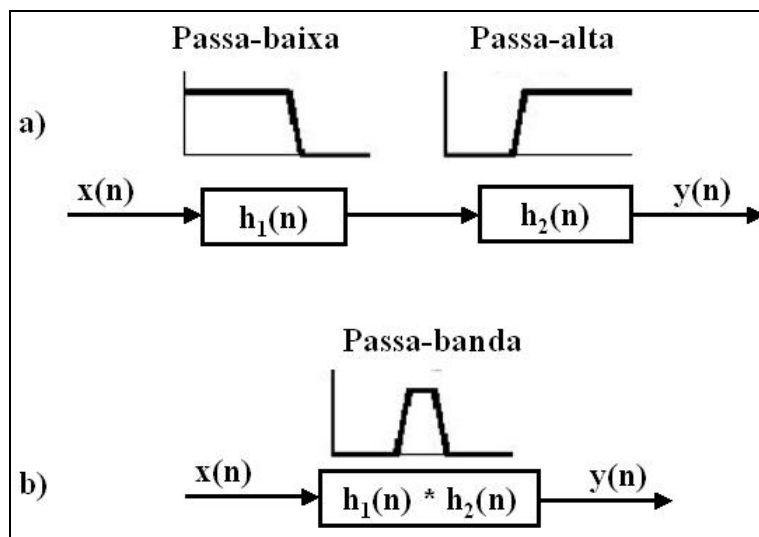 Passa-baixa Passa-alta
a)
x(n) y(n)
h₁(n) h₂(n)
Passa-banda
b) x(n) y(n)
h₁(n) * h₂(n)